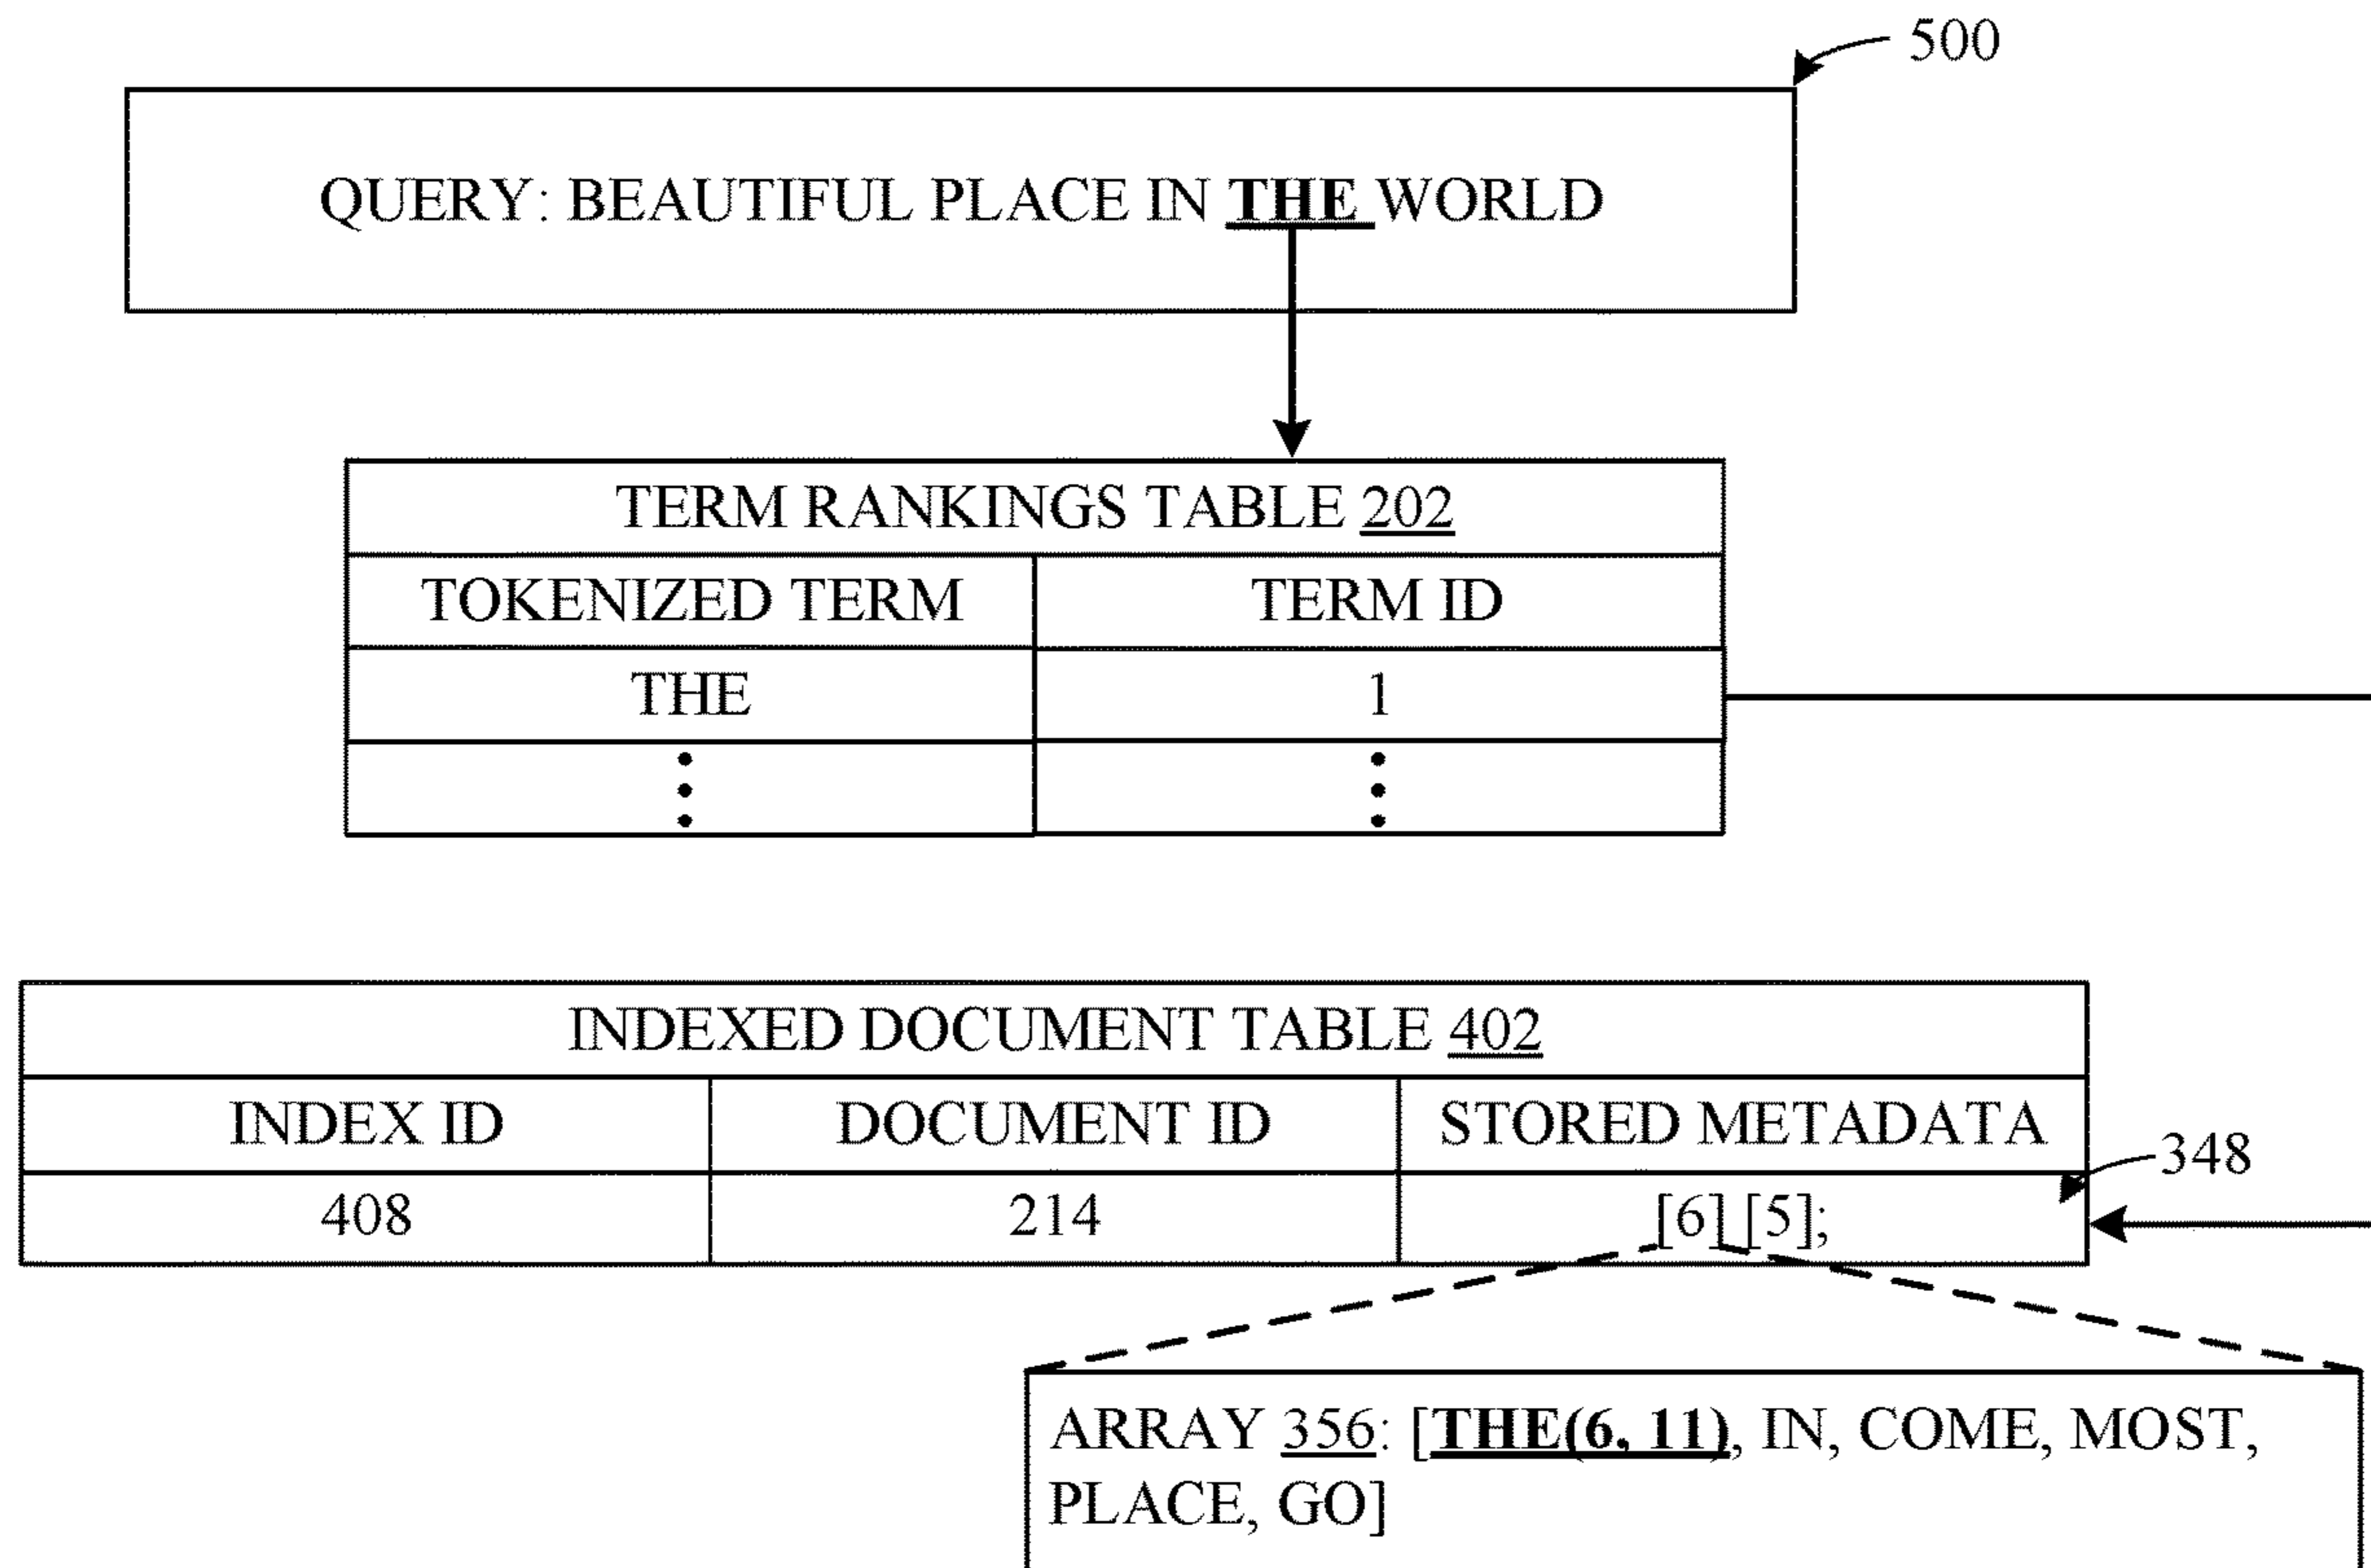 500
QUERY: BEAUTIFUL PLACE IN THE WORLD
TERM RANKINGS TABLE 202
TOKENIZED TERM TERM ID
THE 1
INDEXED DOCUMENT TABLE 402
INDEX ID DOCUMENT ID STORED METADATA
348
408 214 [6] [5];
ARRAY 356: [THE(6, 11), IN, COME, MOST,
PLACE, GO]